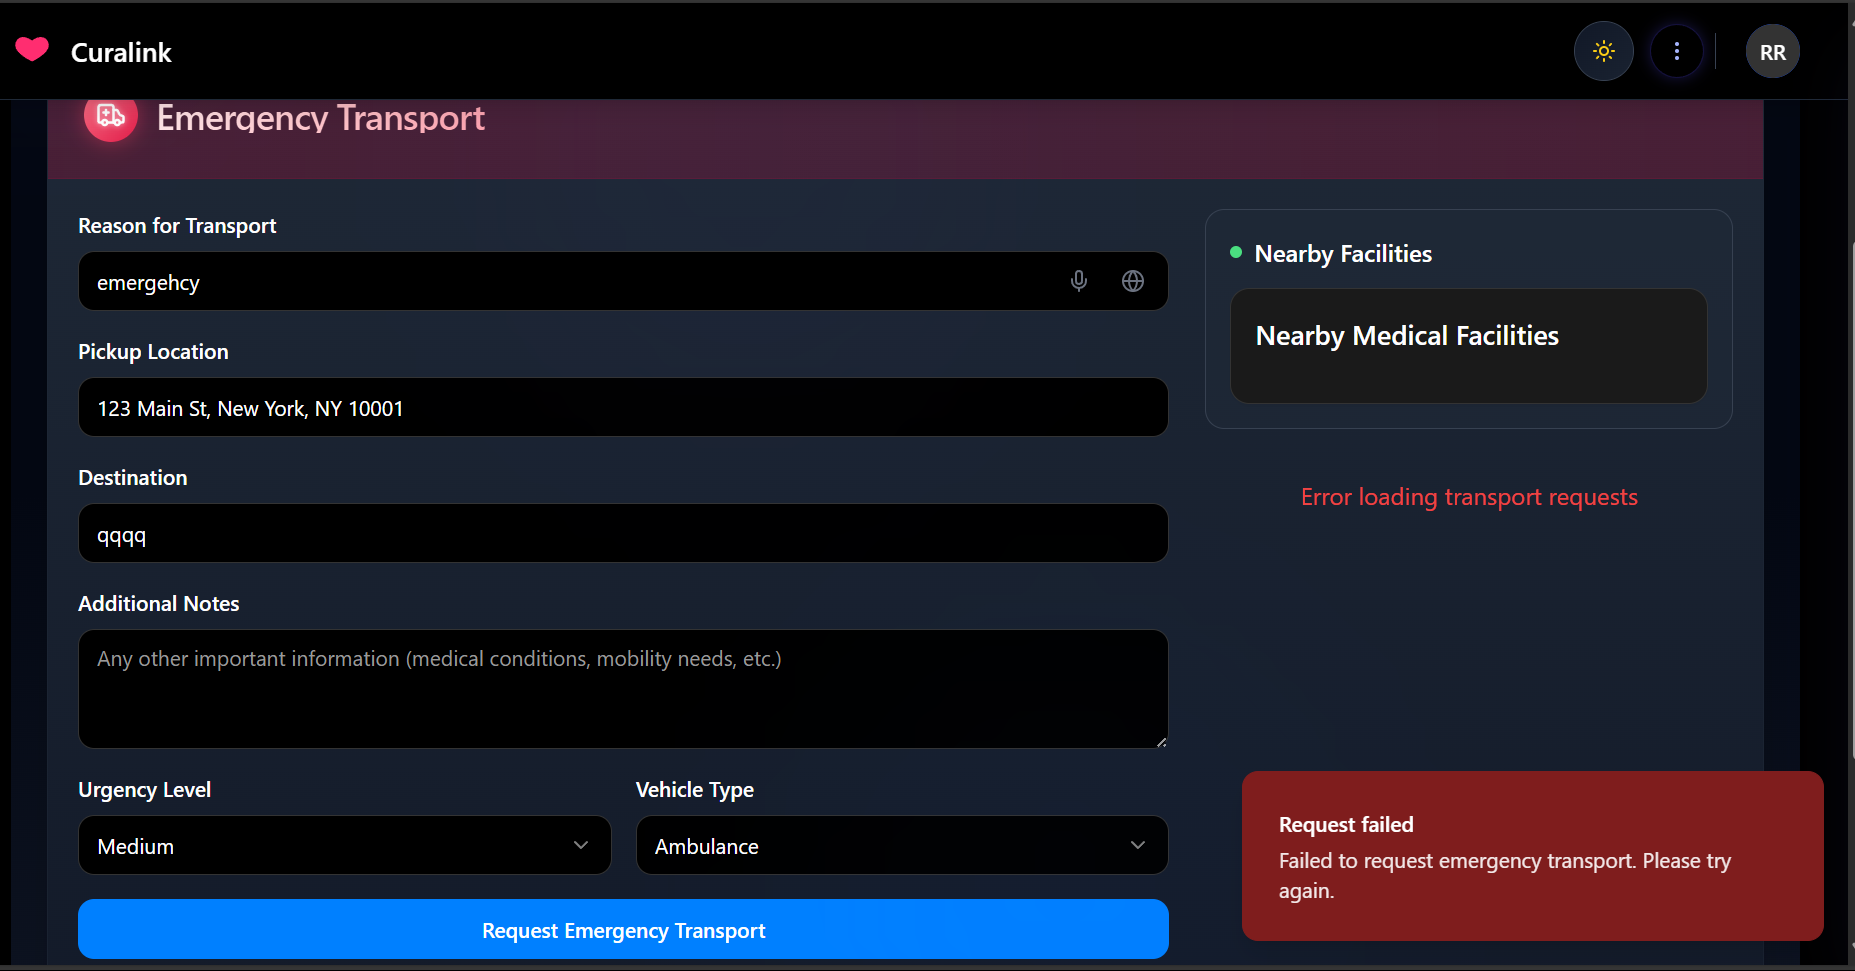 Curalink
RR
Emergency Transport
Reason for Transport
emergehcy
Pickup Location
123 Main St, New York, NY 10001
Destination
qqqq
Additional Notes
Any other important information (medical conditions, mobility needs, etc.)
Urgency Level
Vehicle Type
Medium
Ambulance
Request Emergency Transport
Nearby Facilities
Nearby Medical Facilities
Error loading transport requests
Request failed
Failed to request emergency transport. Please try
again.